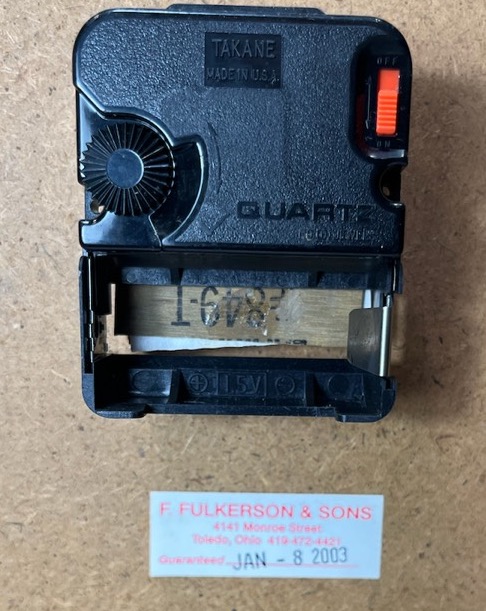 TAKANE
MADE IN U.S.A.
OFF
ON
QUARTZ
1.5V
F. FULKERSON & SONS
4141 Monroe Street
Toledo, Ohio 419-472-4421
Guaranteed JAN - 8 2003